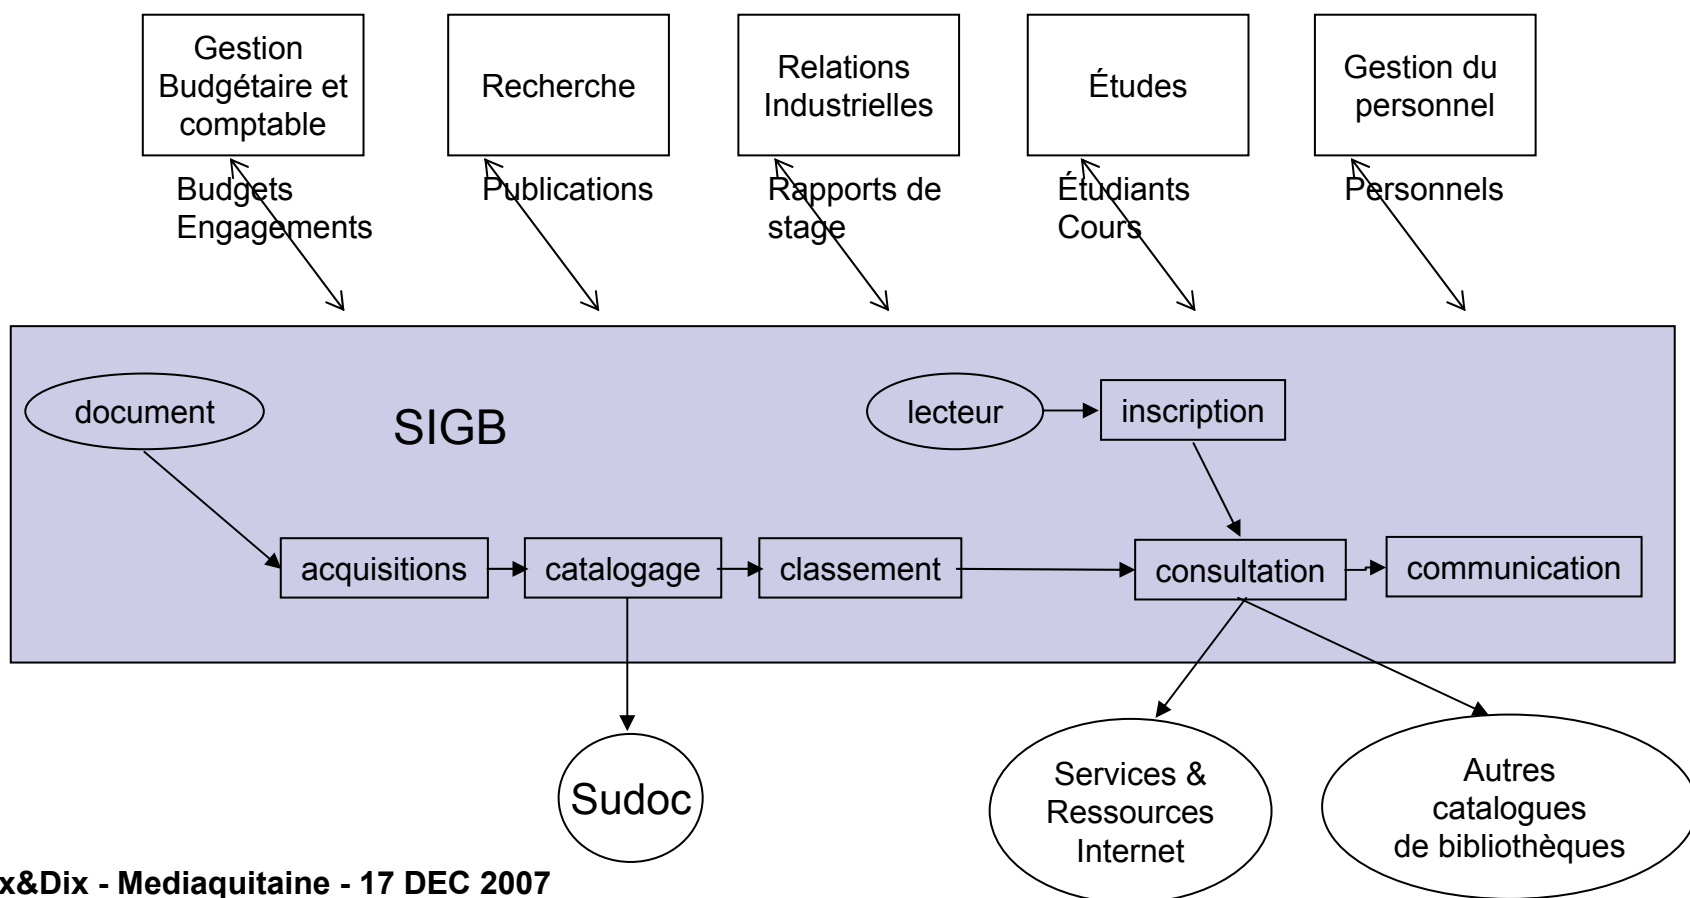 Gestion
Budgétaire et
comptable
Recherche
Relations
Industrielles
Études
Gestion du
personnel
Budgets
Engagements
Publications
Rapports de
stage
Étudiants
Cours
Personnels
document
SIGB
lecteur
inscription
acquisitions
catalogage
classement
consultation
communication
Sudoc
Services &
Ressources
Internet
Autres
catalogues
de bibliothèques
x&Dix - Mediaquitaine - 17 DEC 2007